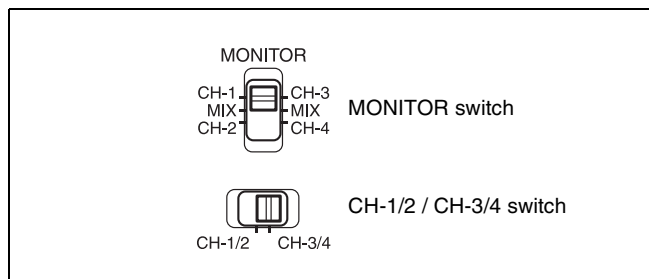 MONITOR
CH-1 CH-3
MIX MIX MONITOR switch
CH-2 CH-4
CH-1/2 / CH-3/4 switch
CH-1/2 CH-3/4